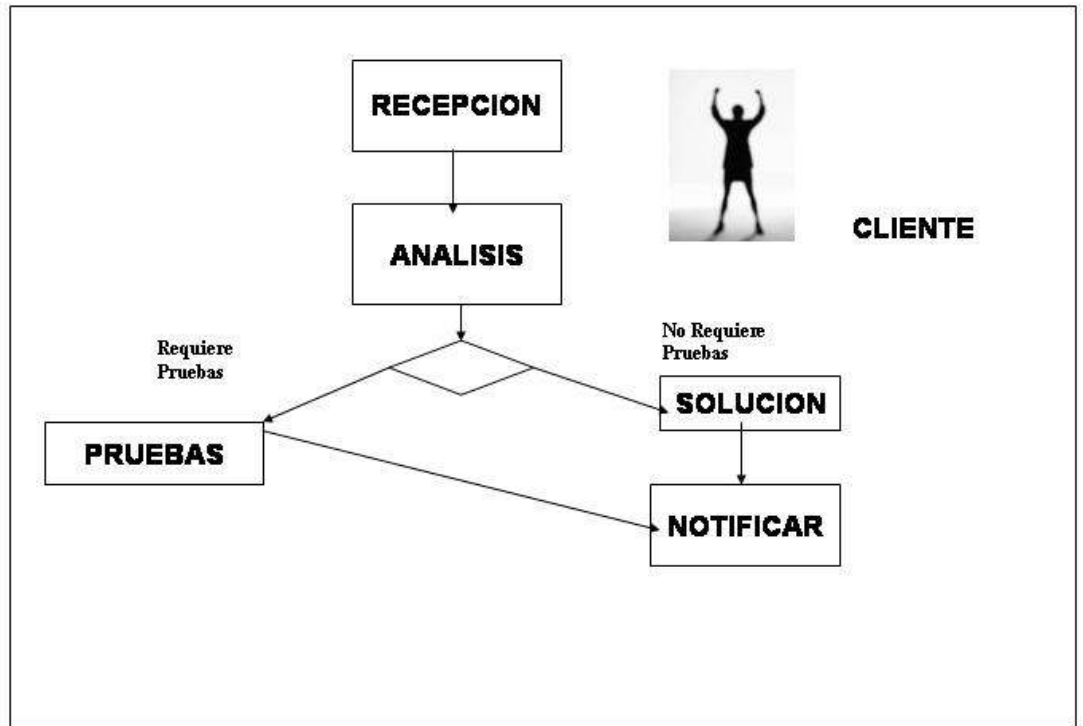 RECEPCION
ANALISIS
CLIENTE
Requiere
Pruebas
No Requiere
Pruebas
SOLUCION
PRUEBAS
NOTIFICAR